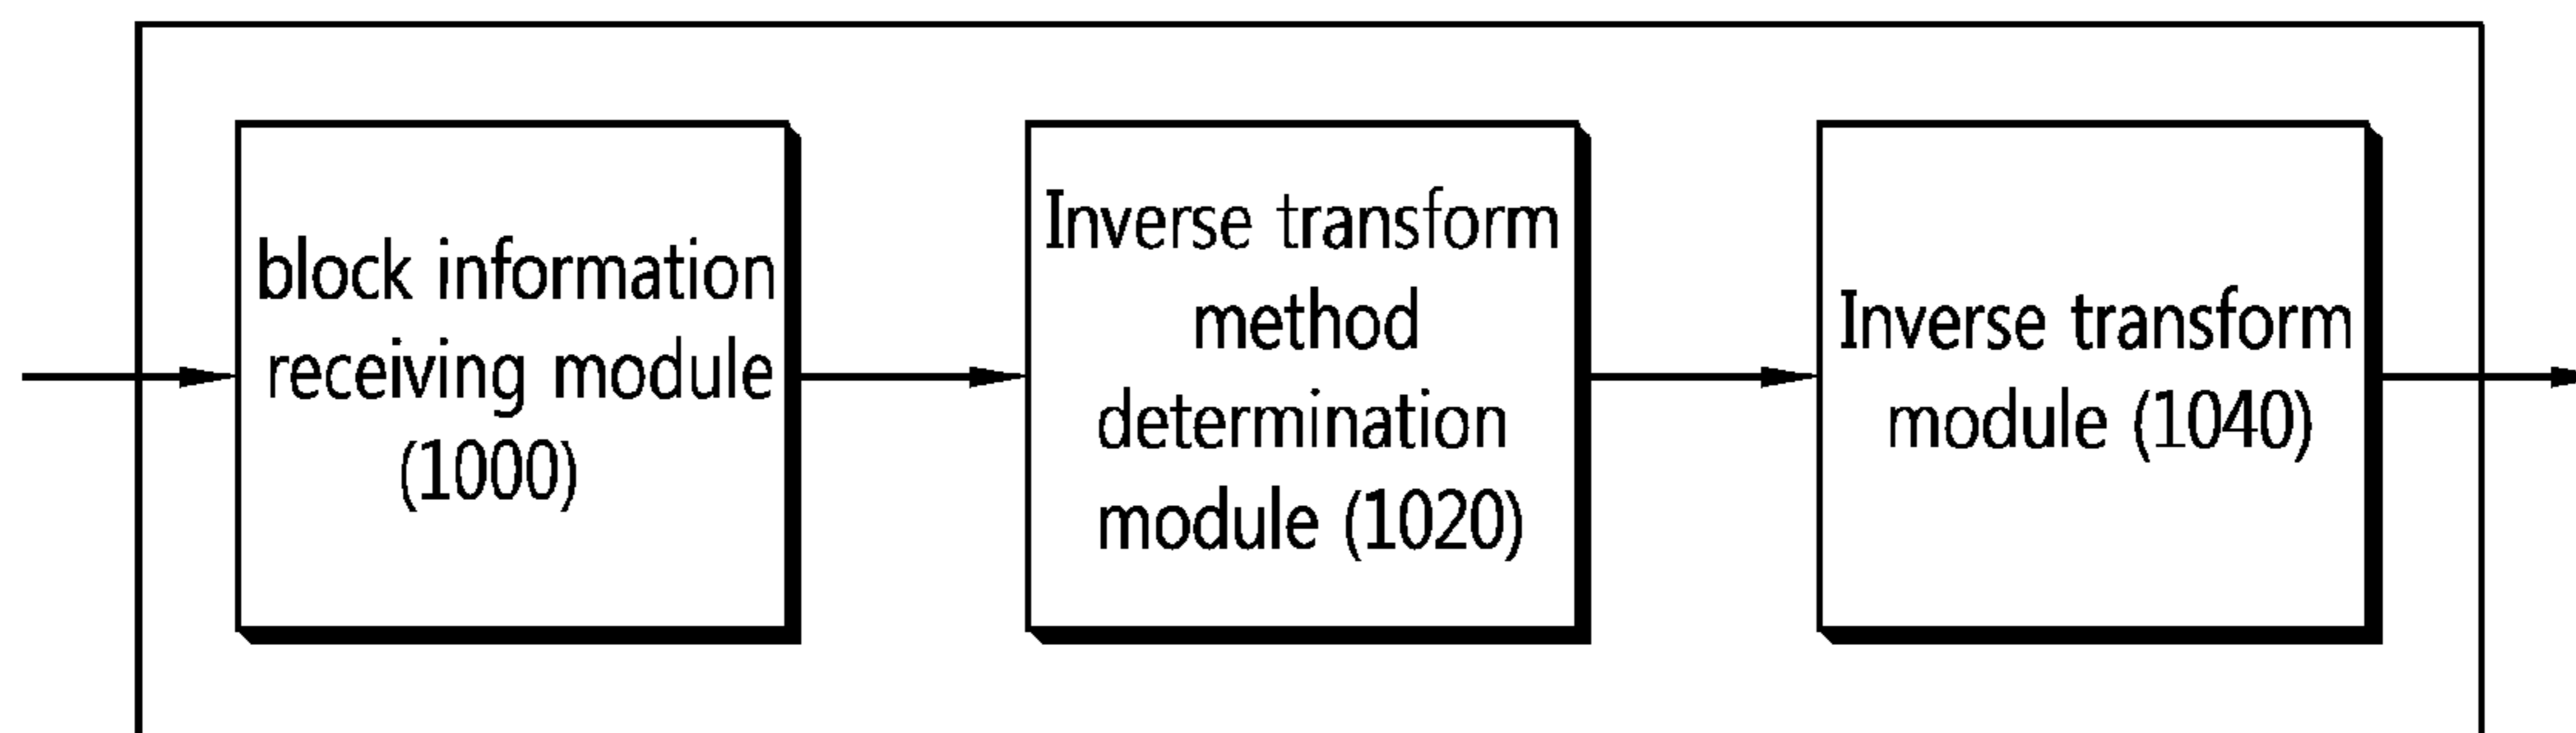 block information
receiving module
(1000)
Inverse transform
method
determination
module (1020)
Inverse transform
module (1040)